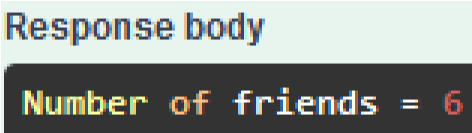 Response body
Number of friends = 6